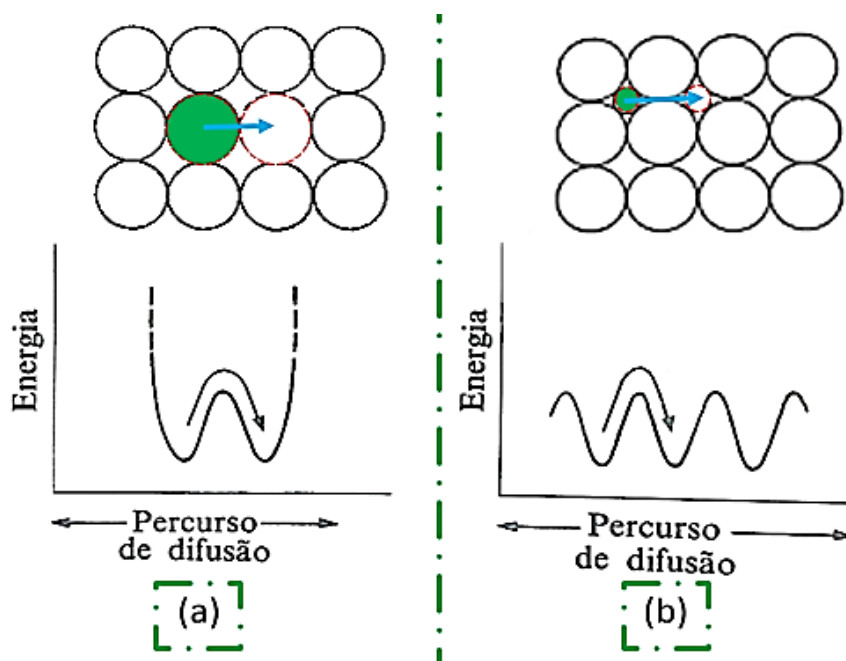 Energia
Percurso
de difusão
(a)
Energia
Percurso
de difusão
(b)